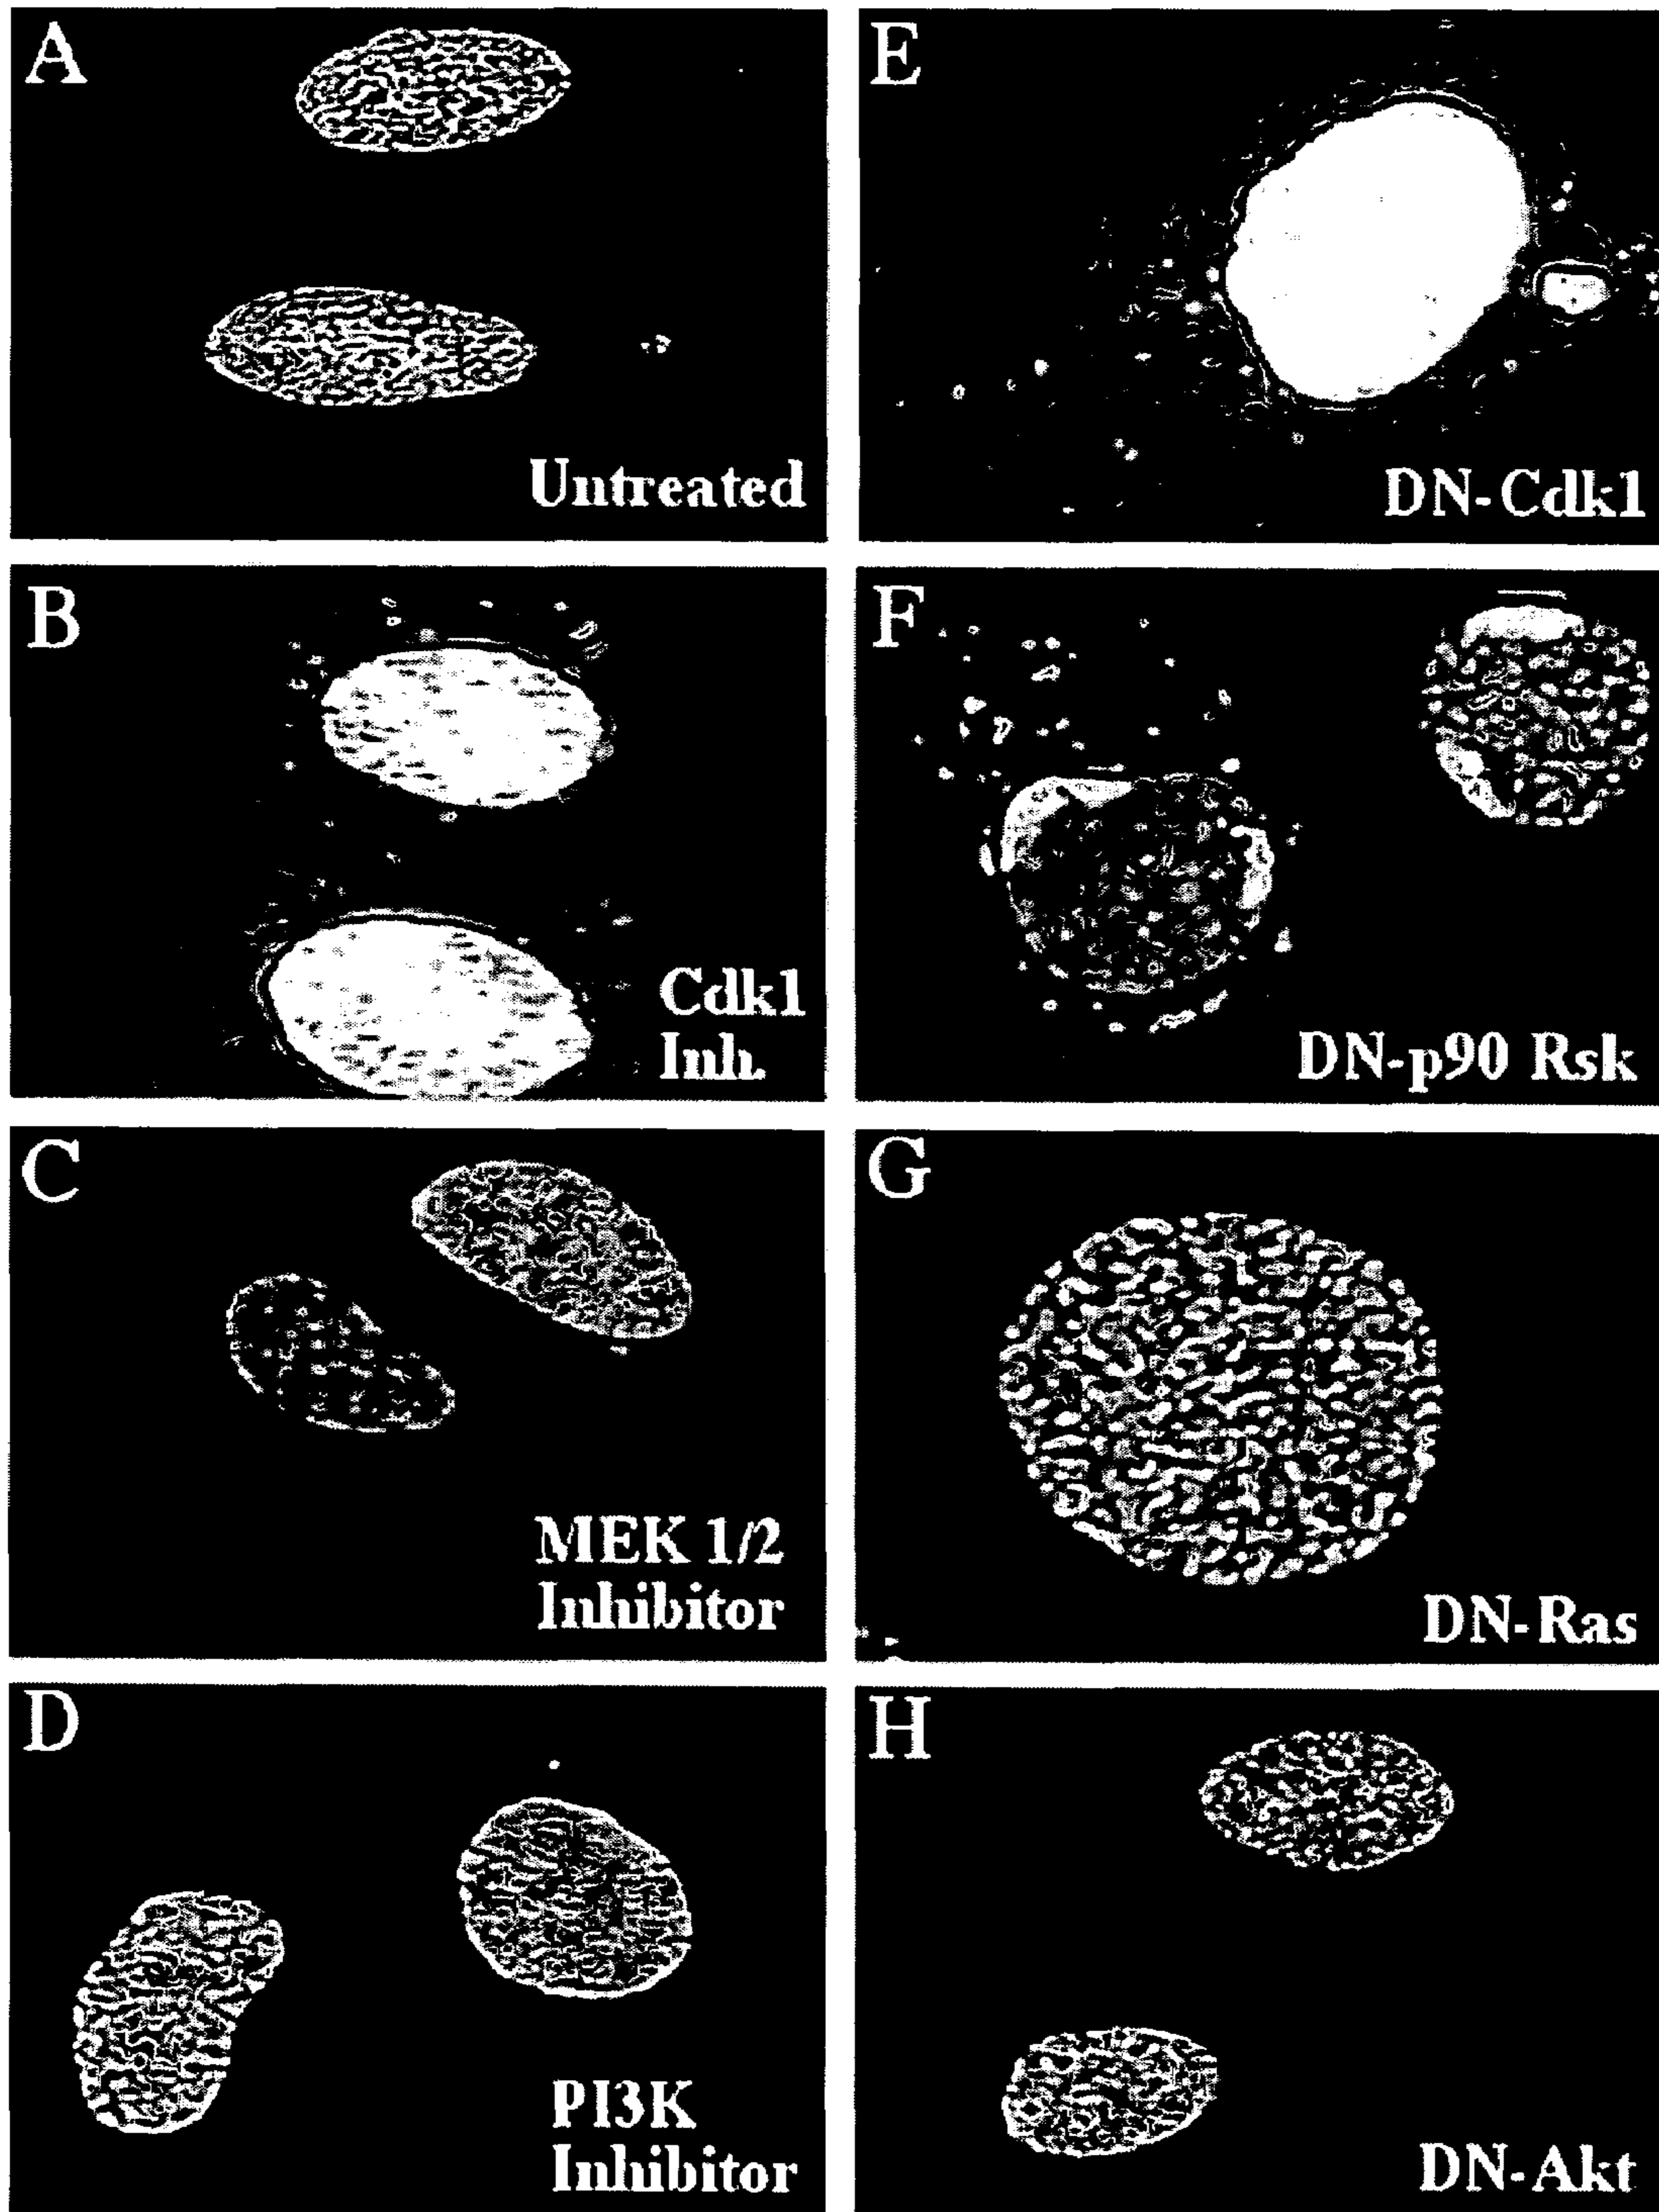 A
Untreated
B
Cdk1
Inh.
C
MEK 1/2
Inhibitor
D
PI3K
Inhibitor
E
DN-Cdk1
F
DN-p90 Rsk
G
DN-Ras
H
DN-Akt